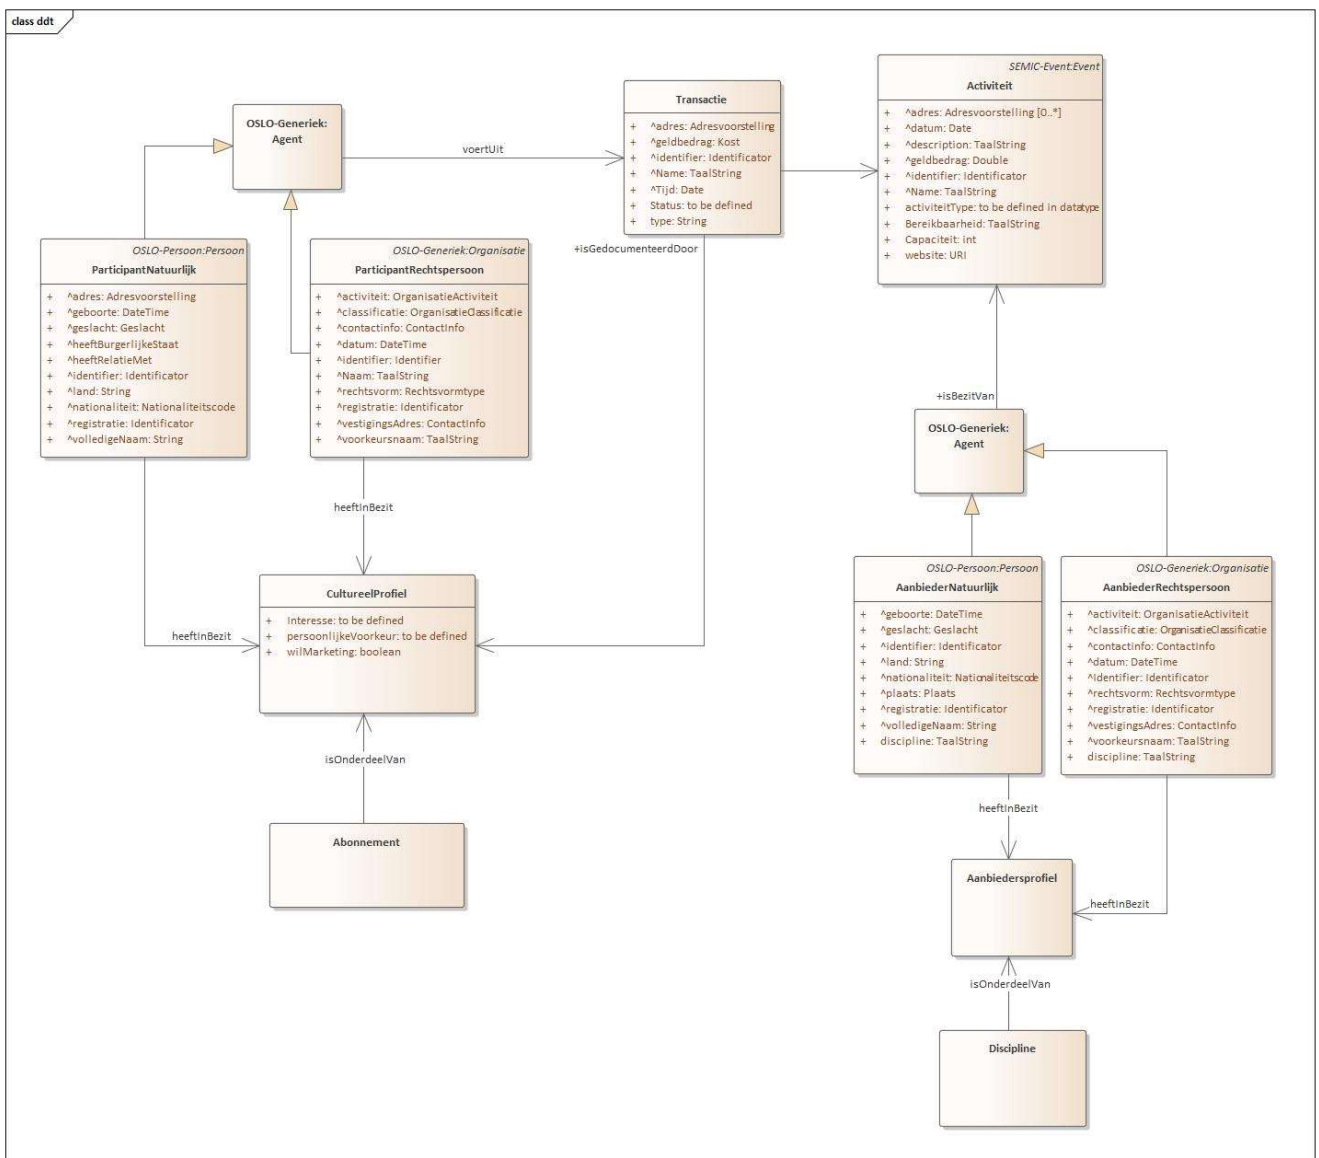 class ddt
OSLO-Generiek:
Agent
voertUit
Transactie
+ ^adres: Adresvoorstelling
+ ^geldbedrag: Kost
+ ^identifier: Identificator
+ ^Name: TaalString
+ ^Tijd: Date
+ Status: to be defined
+ type: String
SEMIC-Event:Event
Activiteit
+ ^adres: Adresvoorstelling [0..*]
+ ^datum: Date
+ ^description: TaalString
+ ^geldbedrag: Double
+ ^identifier: Identificator
+ ^Name: TaalString
+ activiteitType: to be defined in datatype
+ Bereikbaarheid: TaalString
+ Capaciteit: int
+ website: URI
+isGedocumenteerdDoor
OSLO-Persoon:Persoon
ParticipantNatuurlijk
+ ^adres: Adresvoorstelling
+ ^geboorte: DateTime
+ ^geslacht: Geslacht
+ ^heeftBurgerlijkeStaat
+ ^heeftRelatieMet
+ ^identifier: Identificator
+ ^land: String
+ ^nationaliteit: Nationaliteitscode
+ ^registratie: Identificator
+ ^volledigeNaam: String
OSLO-Generiek:Organisatie
ParticipantRechtspersoon
+ ^activiteit: OrganisatieActiviteit
+ ^classificatie: OrganisatieClassificatie
+ ^contactinfo: ContactInfo
+ ^datum: DateTime
+ ^identifier: Identifier
+ ^Naam: TaalString
+ ^rechtsvorm: Rechtsvormtype
+ ^registratie: Identificator
+ ^vestigingsAdres: ContactInfo
+ ^voorkeursnaam: TaalString
+isBezitVan
OSLO-Generiek:
Agent
heeftInBezit
heeftInBezit
CultureelProfiel
+ Interesse: to be defined
+ persoonlijkeVoorkeur: to be defined
+ wilMarketing: boolean
isOnderdeelVan
Abonnement
OSLO-Persoon:Persoon
AanbiederNatuurlijk
+ ^geboorte: DateTime
+ ^geslacht: Geslacht
+ ^identifier: Identificator
+ ^land: String
+ ^nationaliteit: Nationaliteitscode
+ ^plaats: Plaats
+ ^registratie: Identificator
+ ^volledigeNaam: String
+ discipline: TaalString
OSLO-Generiek:Organisatie
AanbiederRechtspersoon
+ ^activiteit: OrganisatieActiviteit
+ ^classificatie: OrganisatieClassificatie
+ ^contactinfo: ContactInfo
+ ^datum: DateTime
+ ^Identifier: Identificator
+ ^rechtsvorm: Rechtsvormtype
+ ^registratie: Identificator
+ ^vestigingsAdres: ContactInfo
+ ^voorkeursnaam: TaalString
+ discipline: TaalString
heeftInBezit
Aanbiedersprofiel
heeftInBezit
isOnderdeelVan
Discipline